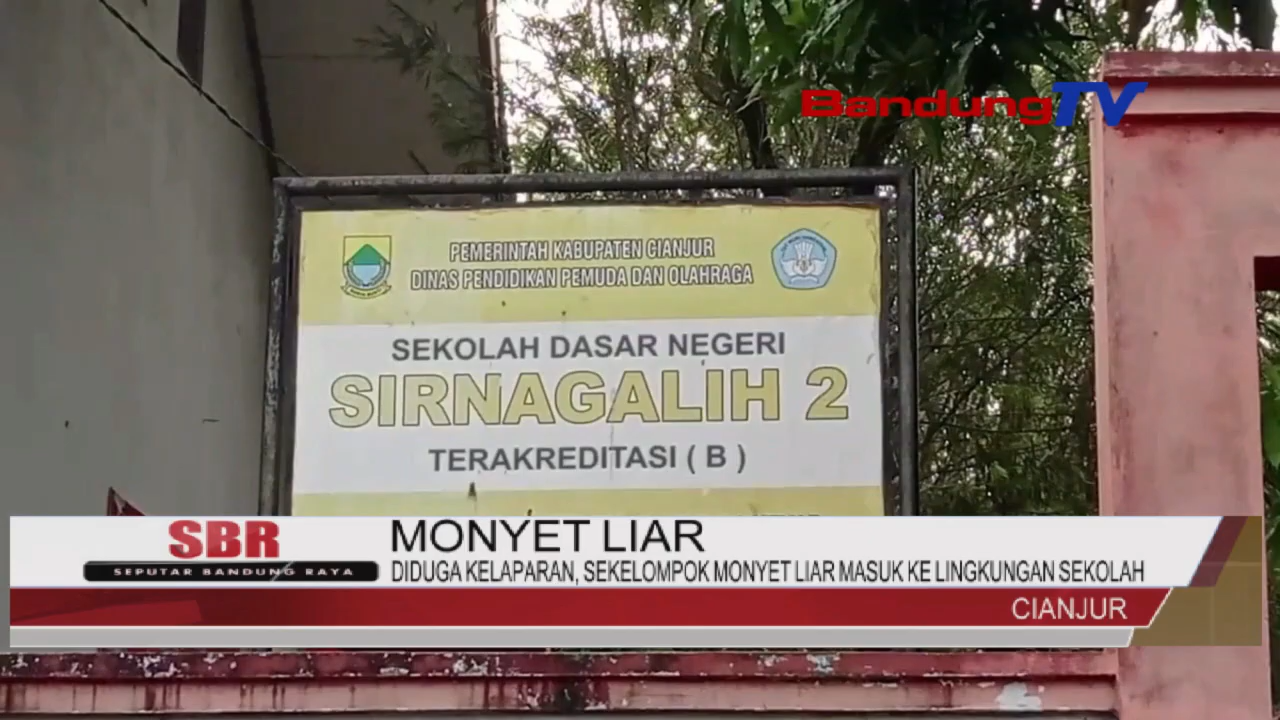 BandungTV
PEMERINTAH KABUPATEN CIANJUR
DINAS PENDIDIKAN PEMUDA DAN OLAHRAGA
SEKOLAH DASAR NEGERI
SIRNAGALIH 2
TERAKREDITASI ( B )
SBR
SEPUTAR BANDUNG RAYA
MONYET LIAR
DIDUGA KELAPARAN, SEKELOMPOK MONYET LIAR MASUK KE LINGKUNGAN SEKOLAH
CIANJUR